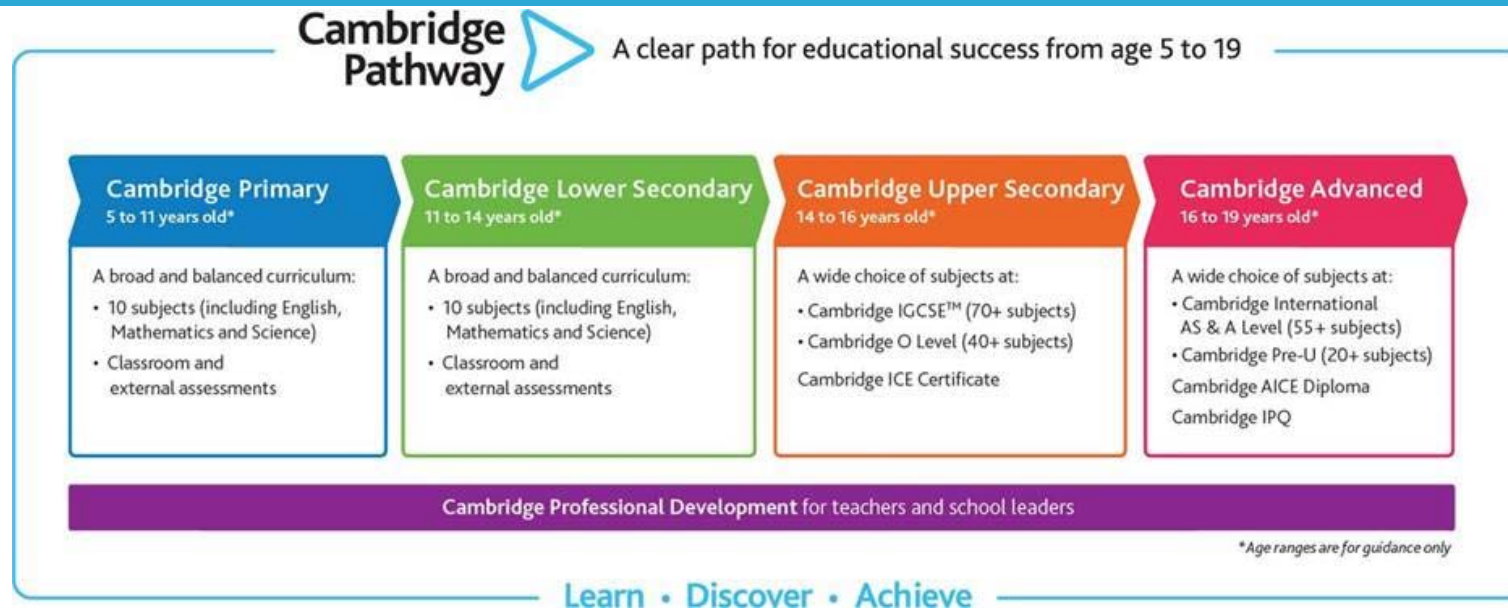 Cambridge
Pathway
A clear path for educational success from age 5 to 19
Cambridge Primary
5 to 11 years old*
A broad and balanced curriculum:
• 10 subjects (including English,
Mathematics and Science)
• Classroom and
external assessments
Cambridge Lower Secondary
11 to 14 years old*
A broad and balanced curriculum:
• 10 subjects (including English,
Mathematics and Science)
• Classroom and
external assessments
Cambridge Upper Secondary
14 to 16 years old*
A wide choice of subjects at:
• Cambridge IGCSE™ (70+ subjects)
• Cambridge O Level (40+ subjects)
Cambridge ICE Certificate
Cambridge Advanced
16 to 19 years old*
A wide choice of subjects at:
• Cambridge International
AS & A Level (55+ subjects)
• Cambridge Pre-U (20+ subjects)
Cambridge AICE Diploma
Cambridge IPQ
Cambridge Professional Development for teachers and school leaders
*Age ranges are for guidance only
Learn • Discover • Achieve